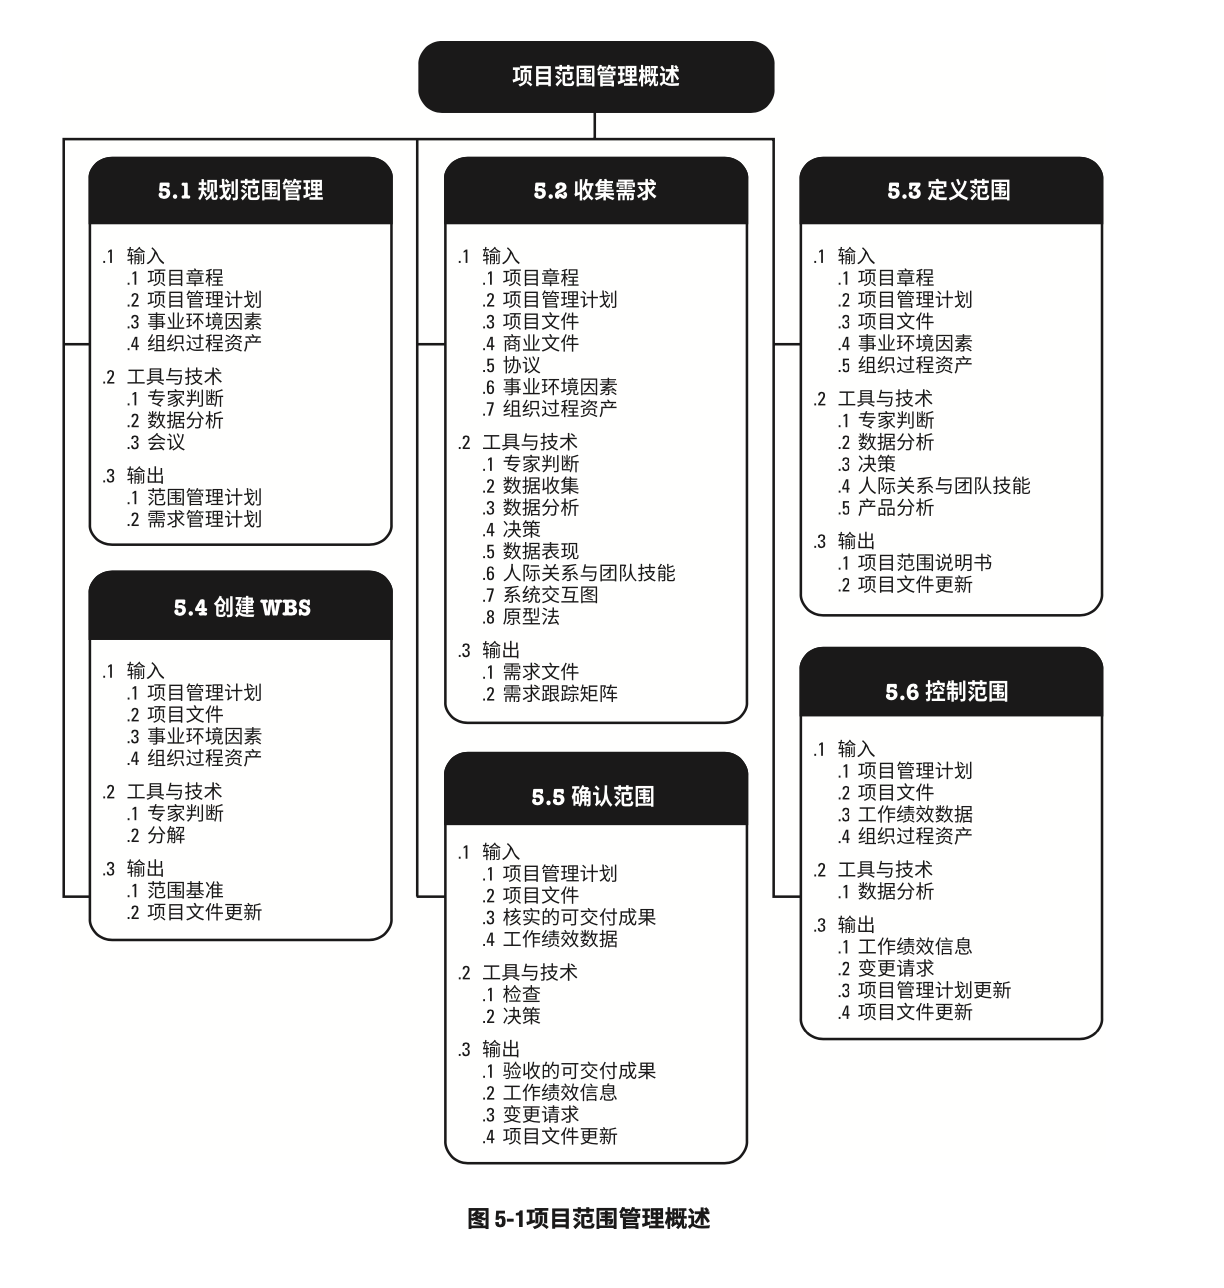 项目范围管理概述
5.1 规划范围管理
.1 输入
.1 项目章程
.2 项目管理计划
.3 事业环境因素
.4 组织过程资产
.2 工具与技术
.1 专家判断
.2 数据分析
.3 会议
.3 输出
.1 范围管理计划
.2 需求管理计划
5.2 收集需求
.1 输入
.1 项目章程
.2 项目管理计划
.3 项目文件
.4 商业文件
.5 协议
.6 事业环境因素
.7 组织过程资产
.2 工具与技术
.1 专家判断
.2 数据收集
.3 数据分析
.4 决策
.5 数据表现
.6 人际关系与团队技能
.7 系统交互图
.8 原型法
.3 输出
.1 需求文件
.2 需求跟踪矩阵
5.3 定义范围
.1 输入
.1 项目章程
.2 项目管理计划
.3 项目文件
.4 事业环境因素
.5 组织过程资产
.2 工具与技术
.1 专家判断
.2 数据分析
.3 决策
.4 人际关系与团队技能
.5 产品分析
.3 输出
.1 项目范围说明书
.2 项目文件更新
5.4 创建 WBS
.1 输入
.1 项目管理计划
.2 项目文件
.3 事业环境因素
.4 组织过程资产
.2 工具与技术
.1 专家判断
.2 分解
.3 输出
.1 范围基准
.2 项目文件更新
5.5 确认范围
.1 输入
.1 项目管理计划
.2 项目文件
.3 核实的可交付成果
.4 工作绩效数据
.2 工具与技术
.1 检查
.2 决策
.3 输出
.1 验收的可交付成果
.2 工作绩效信息
.3 变更请求
.4 项目文件更新
5.6 控制范围
.1 输入
.1 项目管理计划
.2 项目文件
.3 工作绩效数据
.4 组织过程资产
.2 工具与技术
.1 数据分析
.3 输出
.1 工作绩效信息
.2 变更请求
.3 项目管理计划更新
.4 项目文件更新
图 5-1项目范围管理概述